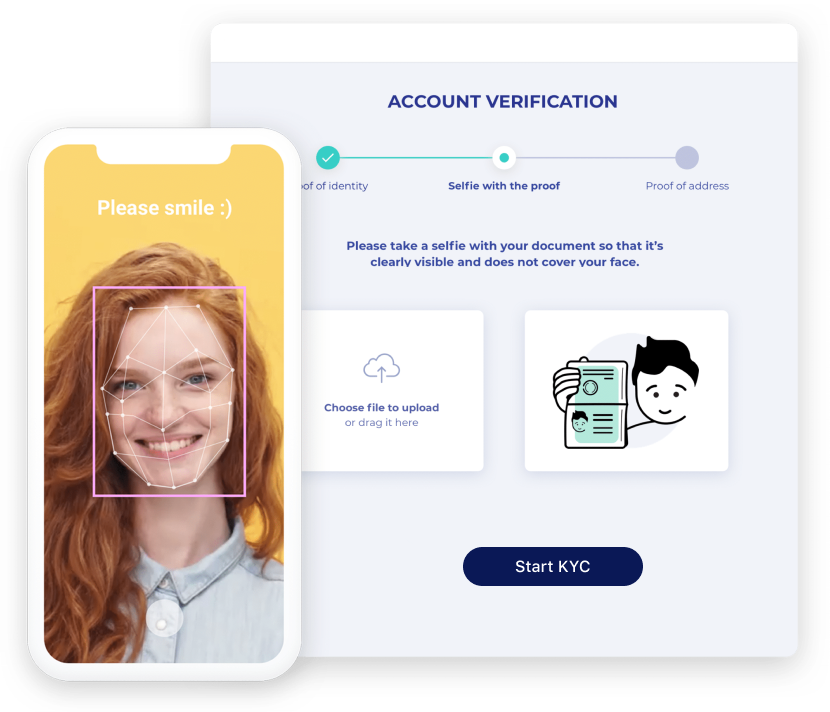 ACCOUNT VERIFICATION
of of identity
Selfie with the proof
Proof of address
Please smile :)
Please take a selfie with your document so that it's
clearly visible and does not cover your face.
Choose file to upload
or drag it here
Start KYC